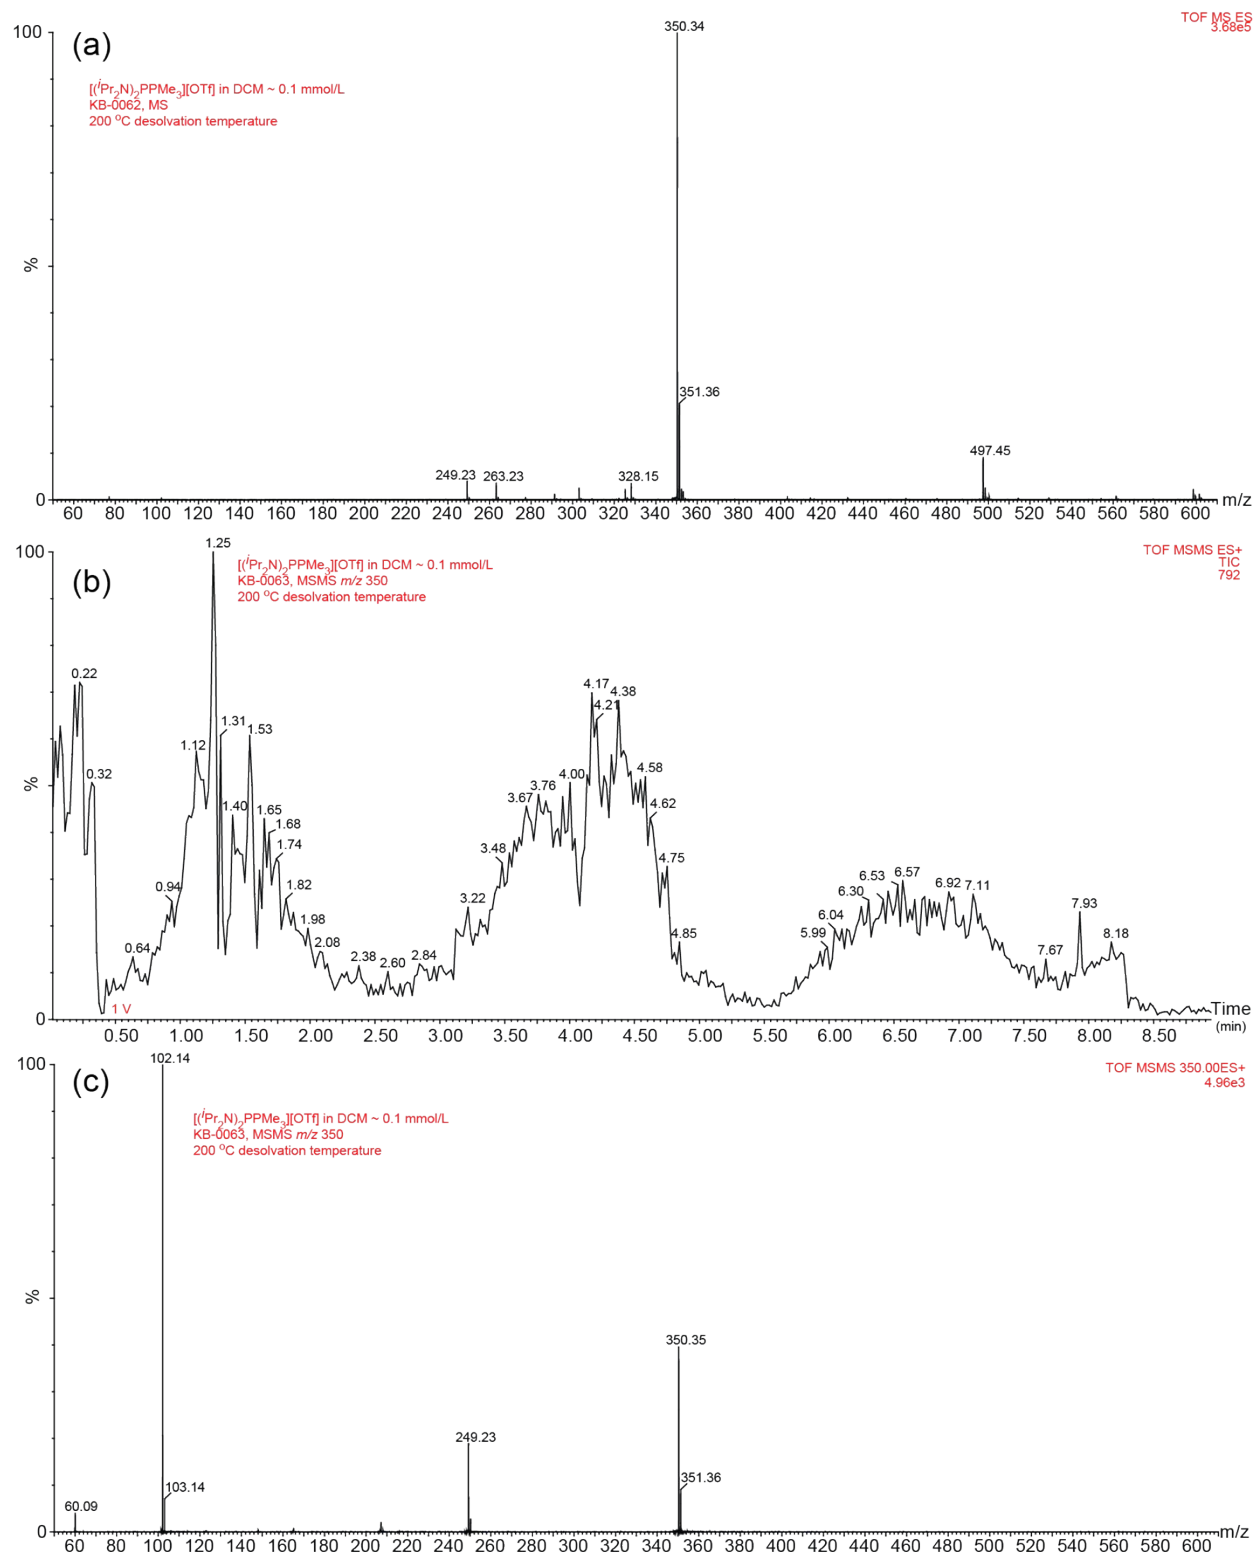 (a)
TOF MS ES
3.68e5
[(iPr2N)2PPMe3][OTf] in DCM ~ 0.1 mmol/L
KB-0062, MS
200 °C desolvation temperature
100
%
0
350.34
351.36
249.23 263.23 328.15 497.45
60 80 100 120 140 160 180 200 220 240 260 280 300 320 340 360 380 400 420 440 460 480 500 520 540 560 580 600 m/z
(b)
TOF MSMS ES+
TIC
792
[(iPr2N)2PPMe3][OTf] in DCM ~ 0.1 mmol/L
KB-0063, MSMS m/z 350
200 °C desolvation temperature
100
%
0
1 V
0.22 0.32 0.64 0.94 1.12 1.25 1.31 1.40 1.53 1.65 1.68 1.74 1.82 1.98 2.08 2.38 2.60 2.84 3.22 3.48 3.67 3.76 4.00 4.17 4.21 4.38 4.58 4.62 4.75 4.85 5.99 6.04 6.30 6.53 6.57 6.92 7.11 7.67 7.93 8.18
0.50 1.00 1.50 2.00 2.50 3.00 3.50 4.00 4.50 5.00 5.50 6.00 6.50 7.00 7.50 8.00 8.50 Time
(min)
(c)
TOF MSMS 350.00ES+
4.96e3
[(iPr2N)2PPMe3][OTf] in DCM ~ 0.1 mmol/L
KB-0063, MSMS m/z 350
200 °C desolvation temperature
100
%
0
102.14
103.14
60.09
249.23
350.35
351.36
60 80 100 120 140 160 180 200 220 240 260 280 300 320 340 360 380 400 420 440 460 480 500 520 540 560 580 600 m/z